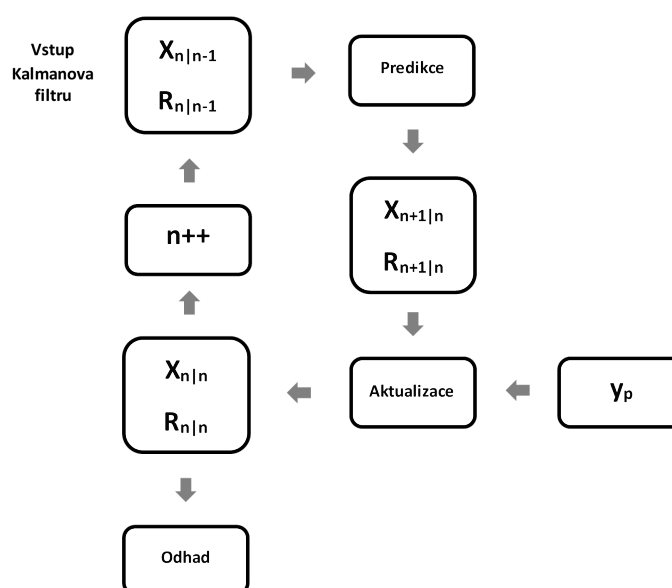 Vstup
Kalmanova
filtru
Xn|n-1
Rn|n-1
Predikce
n++
Xn+1|n
Rn+1|n
Xn|n
Rn|n
Aktualizace
yp
Odhad